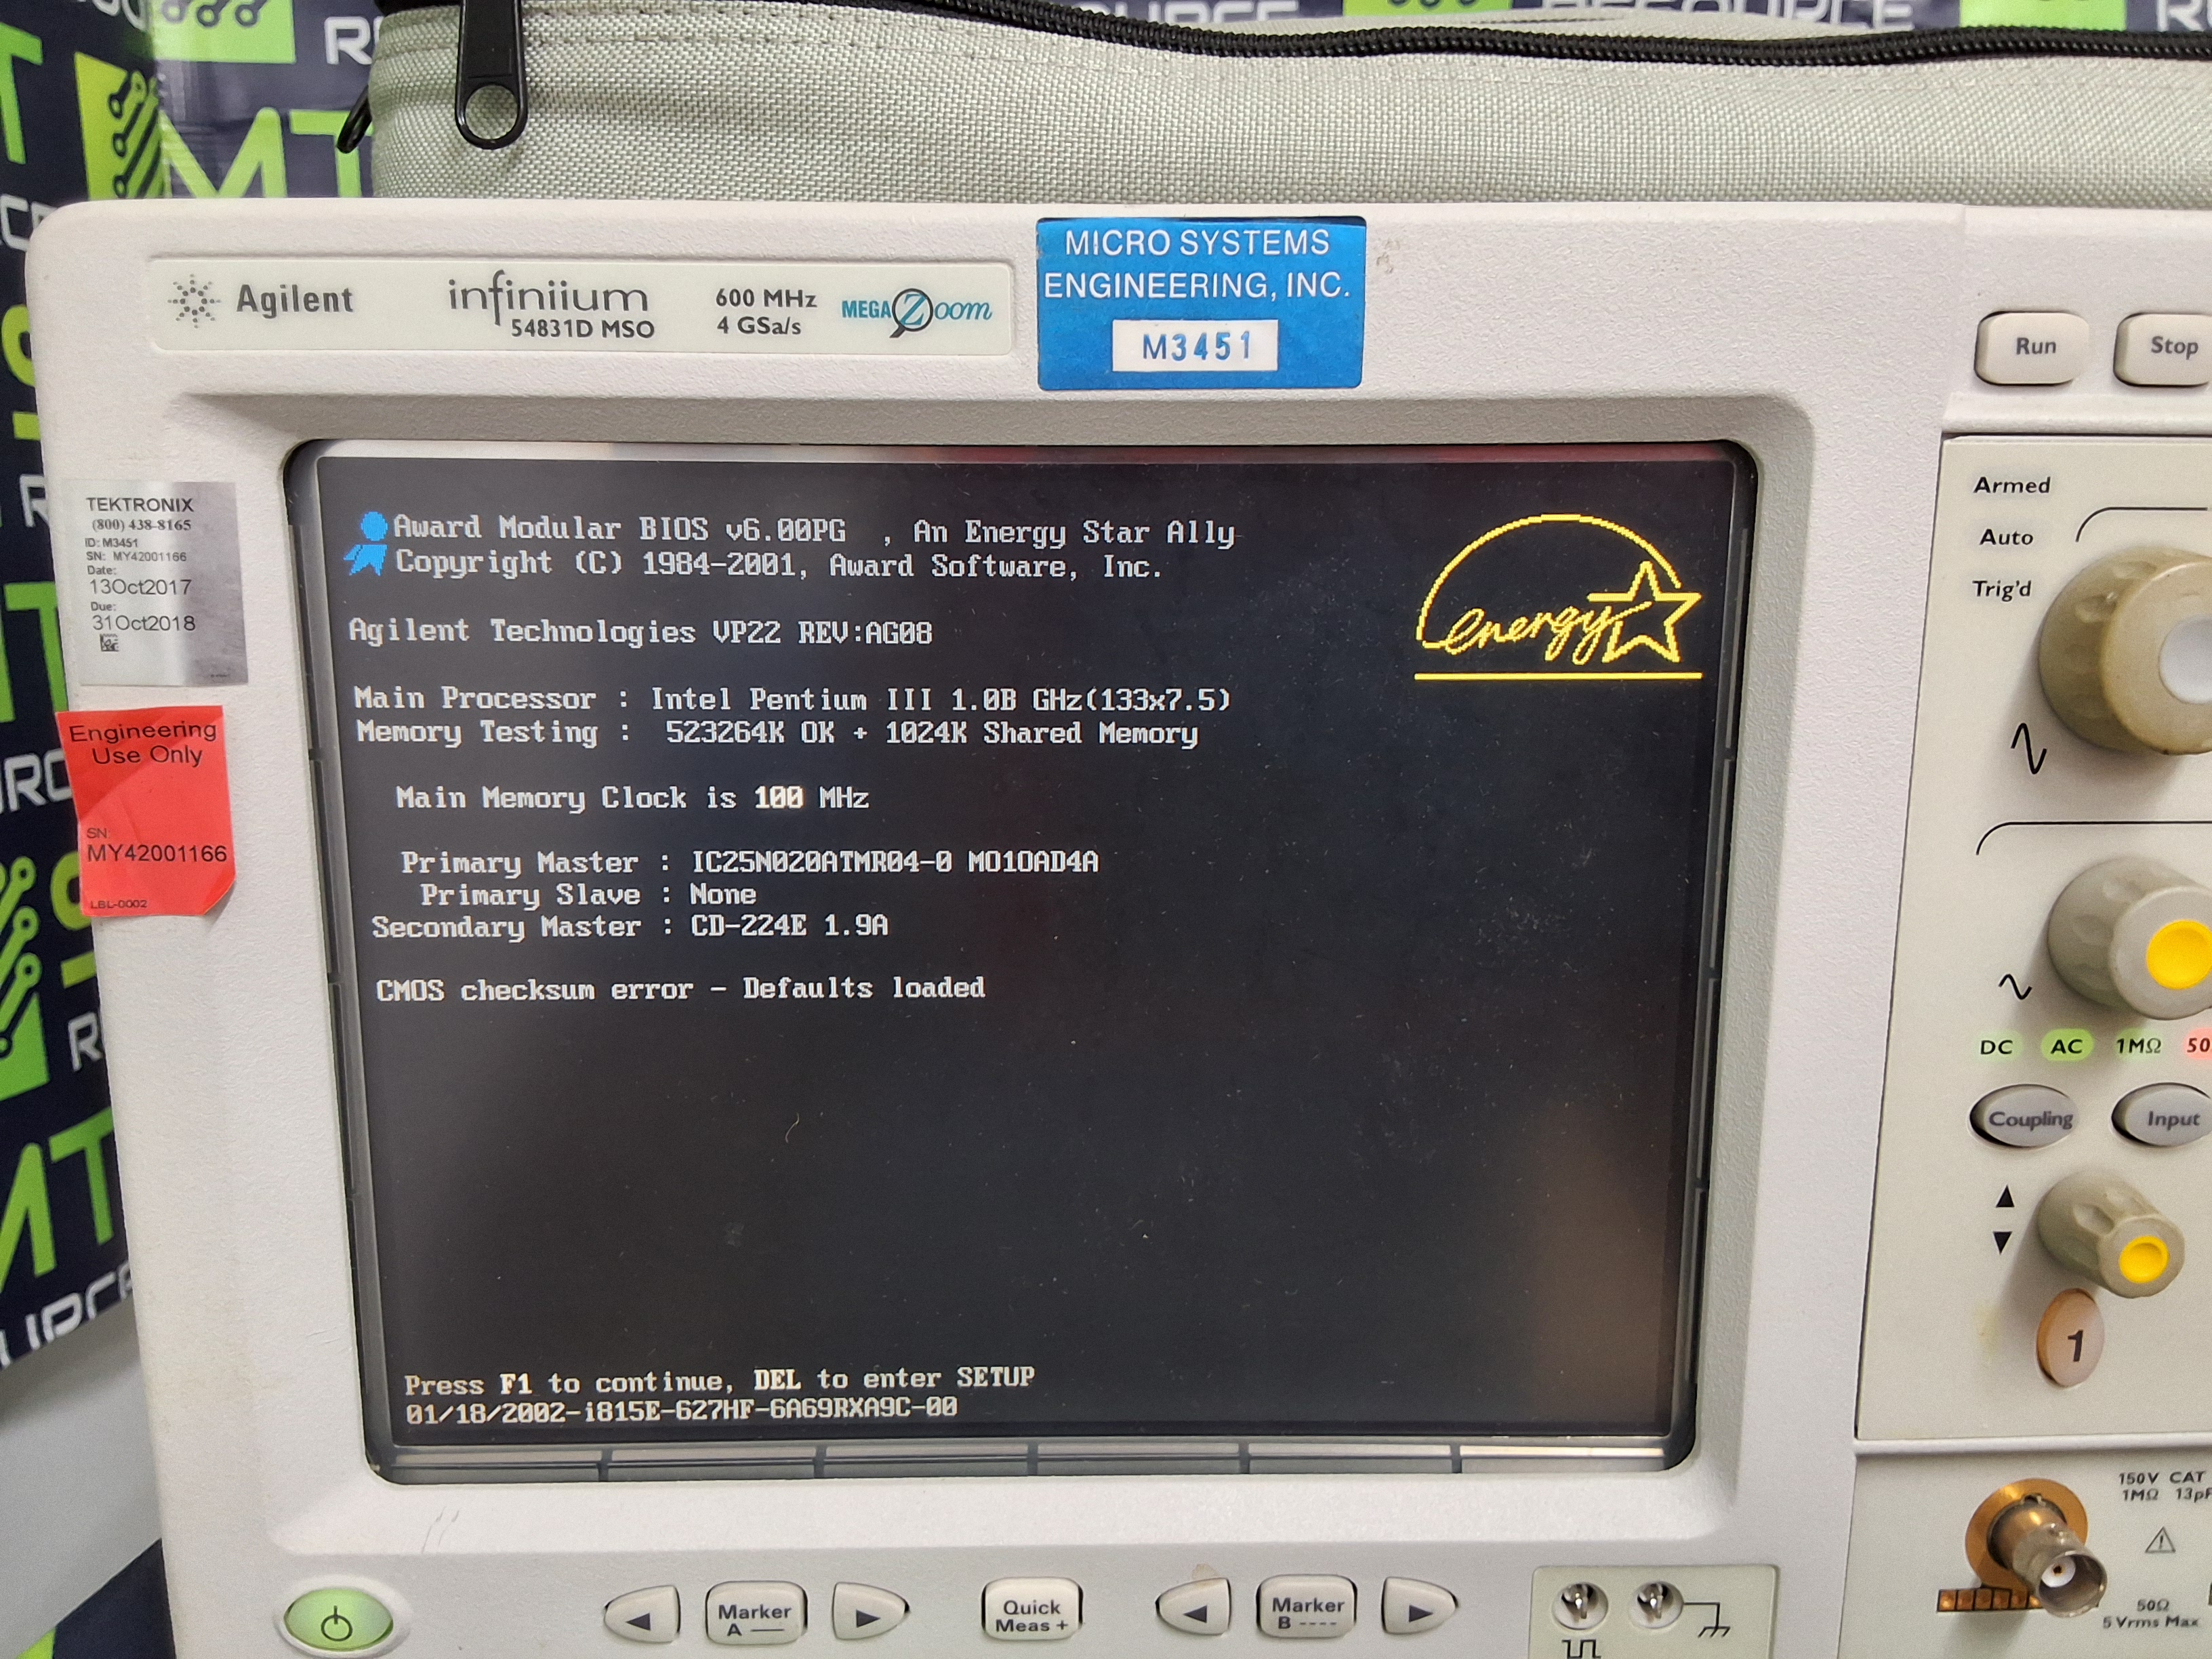 RESOURCE
MT
Agilent
infiniium
54831D MSO
600 MHz
4 GSa/s
MEGA Zoom
MICRO SYSTEMS
ENGINEERING, INC.
M3451
Run
Stop
TEKTRONIX
(800) 438-8165
ID: M3451
SN: MY42001166
Date:
13Oct2017
Due:
31Oct2018
Engineering
Use Only
SN:
MY42001166
LBL-0002
Award Modular BIOS v6.00PG , An Energy Star Ally
Copyright (C) 1984-2001, Award Software, Inc.
energy
Agilent Technologies VP22 REV:AG08
Main Processor : Intel Pentium III 1.0B GHz(133x7.5)
Memory Testing : 523264K OK + 1024K Shared Memory
Main Memory Clock is 100 MHz
Primary Master : IC25N020ATMR04-0 MO1OAD4A
Primary Slave : None
Secondary Master : CD-224E 1.9A
CMOS checksum error - Defaults loaded
Press F1 to continue, DEL to enter SETUP
01/18/2002-i815E-627HF-6A69RXA9C-00
Armed
Auto
Trig'd
DC AC 1MΩ 50
Coupling
Input
1
150V CAT
1MΩ 13pF
50Ω
5 Vrms Max
Marker
A
Quick
Meas +
Marker
B